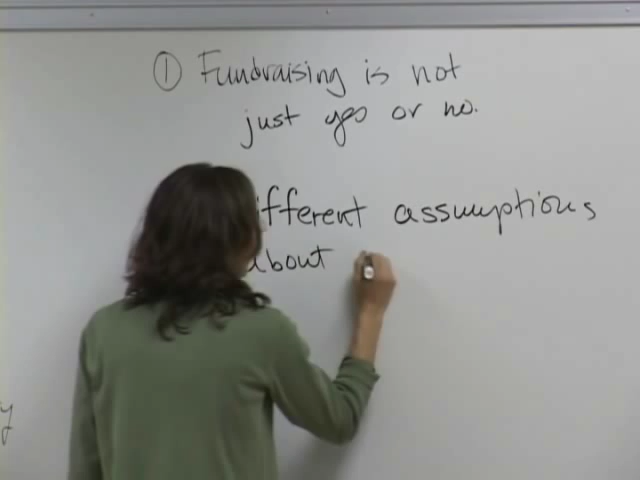 ① Fundraising is not
just yes or no.
ifferent assumptions
about
y